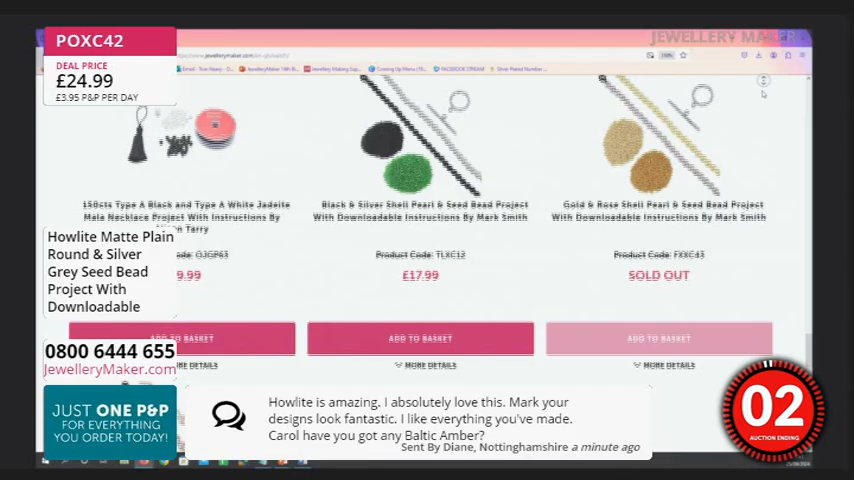 POXC42
JEWELLERY MAKER
DEAL PRICE
£24.99
£3.95 P&P PER DAY
150cts Type A Black and Type A White Jadeite
Mala Necklace Project With Instructions By
Tarry
Black & Silver Shell Pearl & Seed Bead Project
With Downloadable Instructions By Mark Smith
Gold & Rose Shell Pearl & Seed Bead Project
With Downloadable Instructions By Mark Smith
Howlite Matte Plain
Round & Silver
Grey Seed Bead
Project With
Downloadable
Product Code: TLXC12
9.99
£17.99
SOLD OUT
ADD TO BASKET
ADD TO BASKET
ADD TO BASKET
MORE DETAILS
MORE DETAILS
0800 6444 655
JewelleryMaker.com
JUST ONE P&P
FOR EVERYTHING
YOU ORDER TODAY!
Howlite is amazing. I absolutely love this. Mark your
designs look fantastic. I like everything you've made.
Carol have you got any Baltic Amber?
Sent By Diane, Nottinghamshire a minute ago
02
AUCTION ENDING